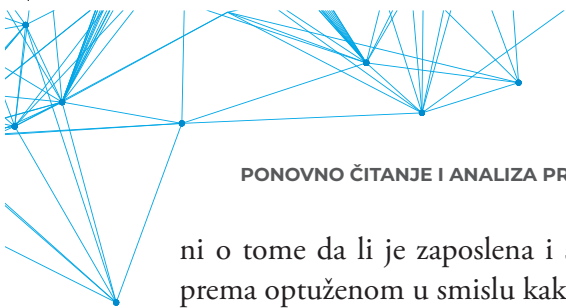 PONOVNO ČITANJE I ANALIZA PR
ni o tome da li je zaposlena i
prema optuženom u smislu kak